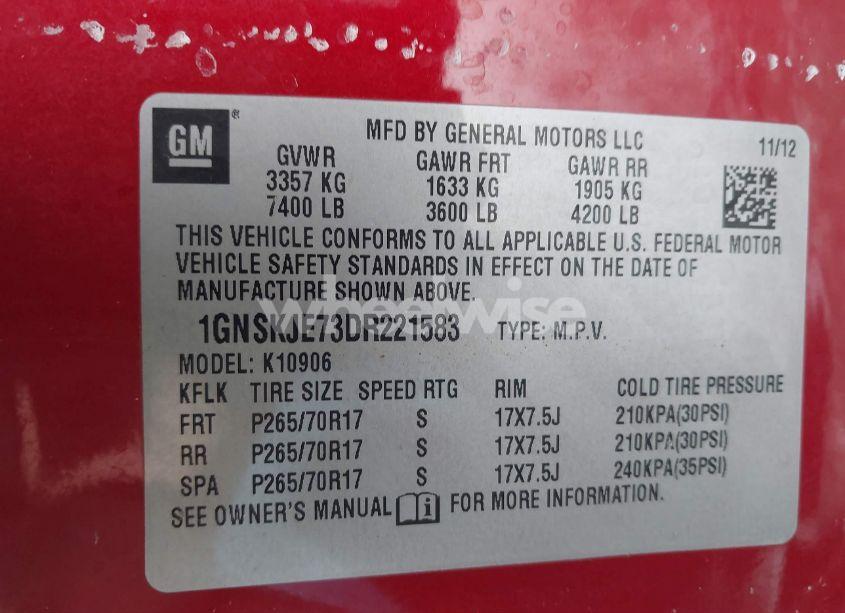 GM®
MFD BY GENERAL MOTORS LLC 11/12
GVWR GAWR FRT GAWR RR
3357 KG 1633 KG 1905 KG
7400 LB 3600 LB 4200 LB
THIS VEHICLE CONFORMS TO ALL APPLICABLE U.S. FEDERAL MOTOR
VEHICLE SAFETY STANDARDS IN EFFECT ON THE DATE OF
MANUFACTURE SHOWN ABOVE.
wheelwise
1GNSKJE73DR221583 TYPE: M.P.V.
MODEL: K10906
KFLK TIRE SIZE SPEED RTG RIM COLD TIRE PRESSURE
FRT P265/70R17 S 17X7.5J 210KPA(30PSI)
RR P265/70R17 S 17X7.5J 210KPA(30PSI)
SPA P265/70R17 S 17X7.5J 240KPA(35PSI)
SEE OWNER'S MANUAL i FOR MORE INFORMATION.